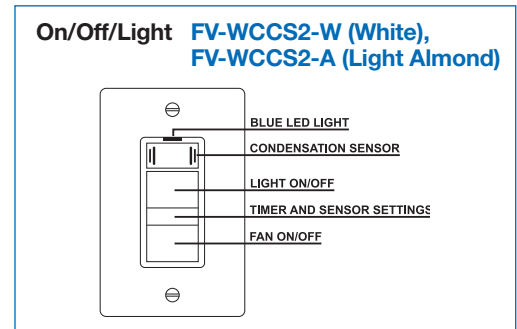 On/Off/Light FV-WCCS2-W (White),
FV-WCCS2-A (Light Almond)
BLUE LED LIGHT
CONDENSATION SENSOR
LIGHT ON/OFF
TIMER AND SENSOR SETTINGS
FAN ON/OFF